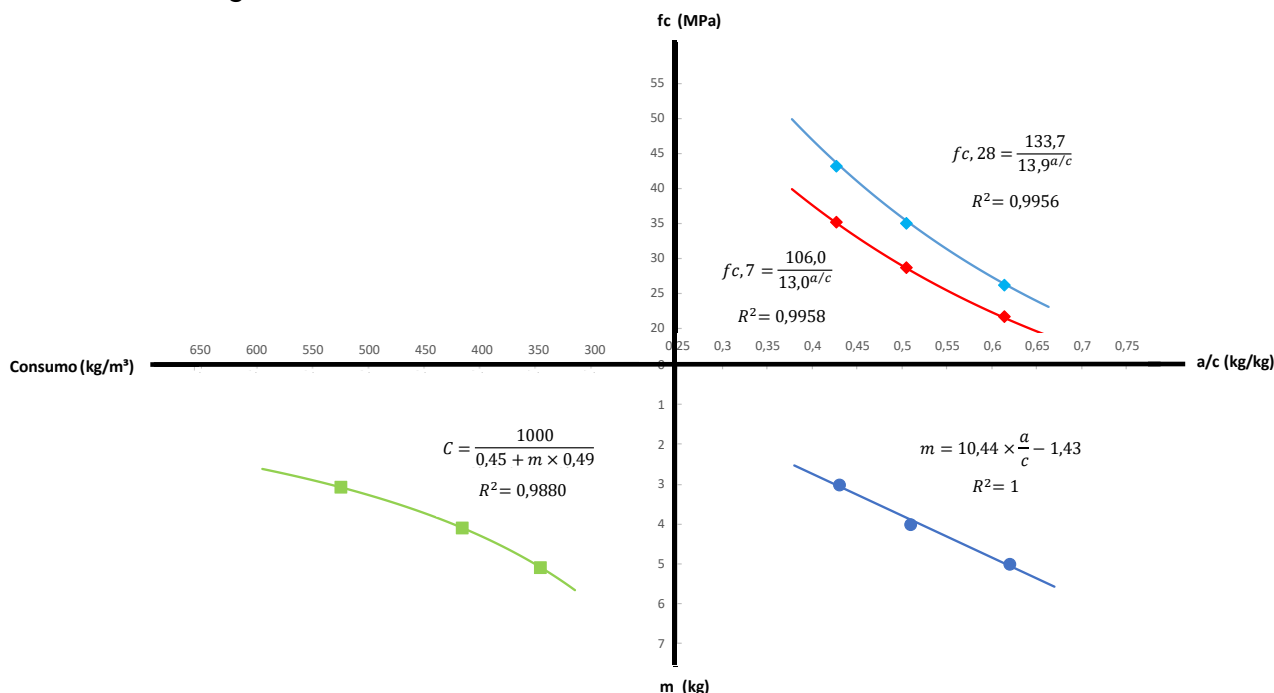 fc (MPa)
55
50
45
40
35
30
25
20
fc, 28 = 133,7 / 13,9^a/c
R² = 0,9956
fc, 7 = 106,0 / 13,0^a/c
R² = 0,9958
650 600 550 500 450 400 350 300 0,25 0,3 0,35 0,4 0,45 0,5 0,55 0,6 0,65 0,7 0,75
Consumo (kg/m³) a/c (kg/kg)
0
1
2
3
4
5
6
7
C = 1000 / 0,45 + m × 0,49
R² = 0,9880
m = 10,44 × a/c − 1,43
R² = 1
m (kg)